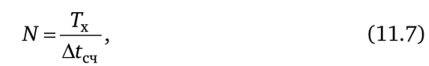 N = Tₓ / Δt_сч, (11.7)